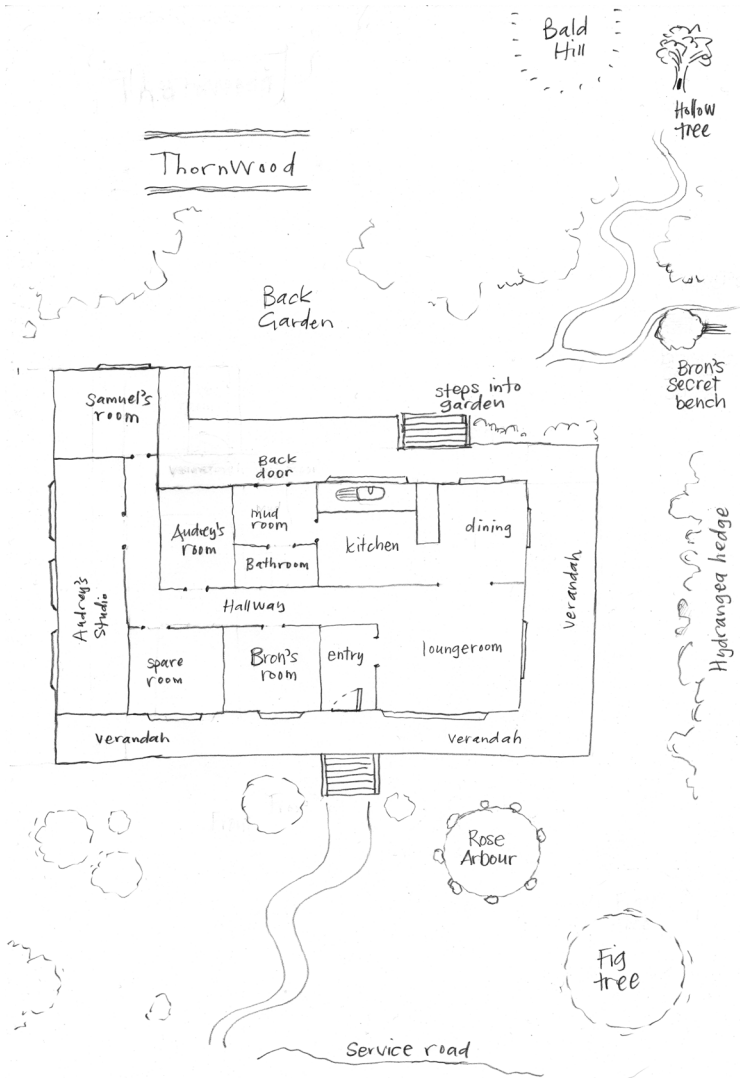 Bald
Hill
Hollow
tree
ThornWood
Back
Garden
Bron's
secret
bench
steps into
garden
Samuel's
room
Back
door
mud
room
Audrey's
room
Bathroom
kitchen
dining
Hallway
Audrey's
Studio
spare
room
Bron's
room
entry
loungeroom
verandah
Hydrangea hedge
verandah
verandah
Rose
Arbour
Fig
tree
Service road